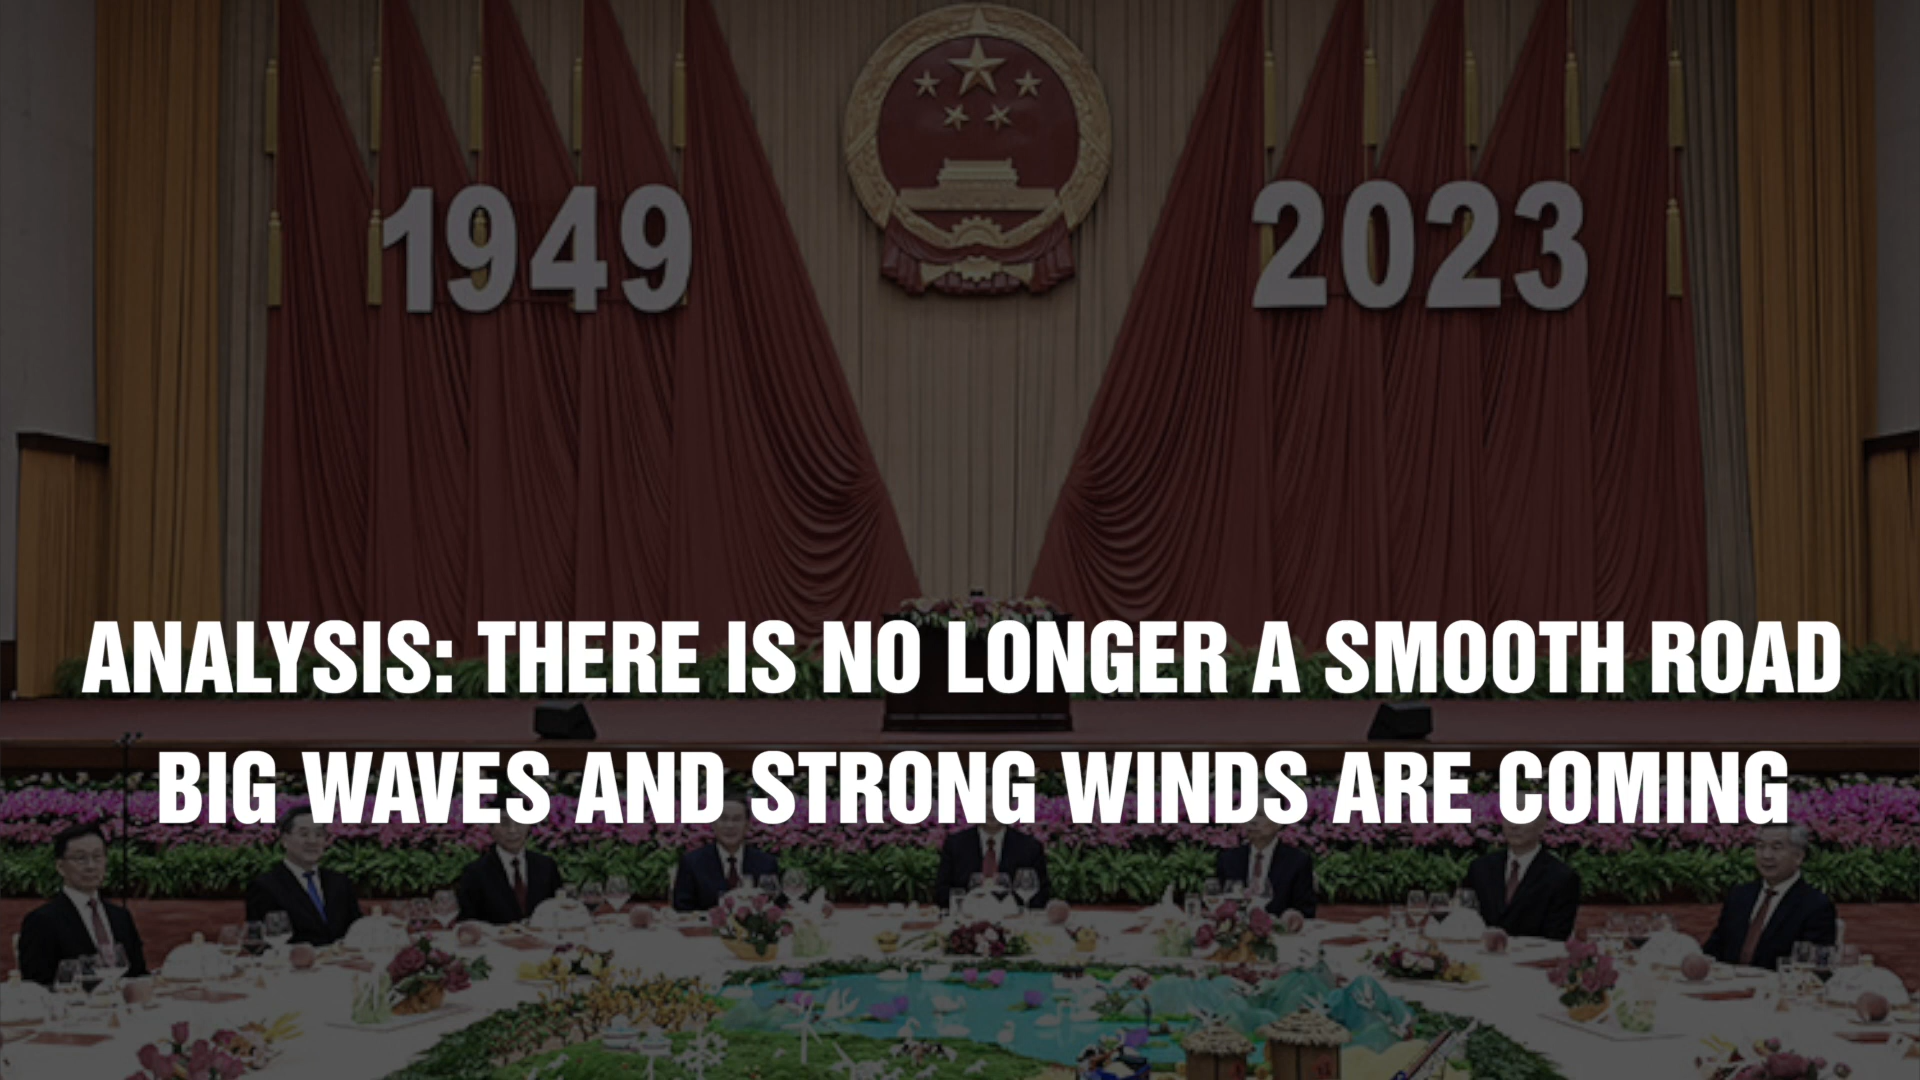 1949
2023
ANALYSIS: THERE IS NO LONGER A SMOOTH ROAD
BIG WAVES AND STRONG WINDS ARE COMING